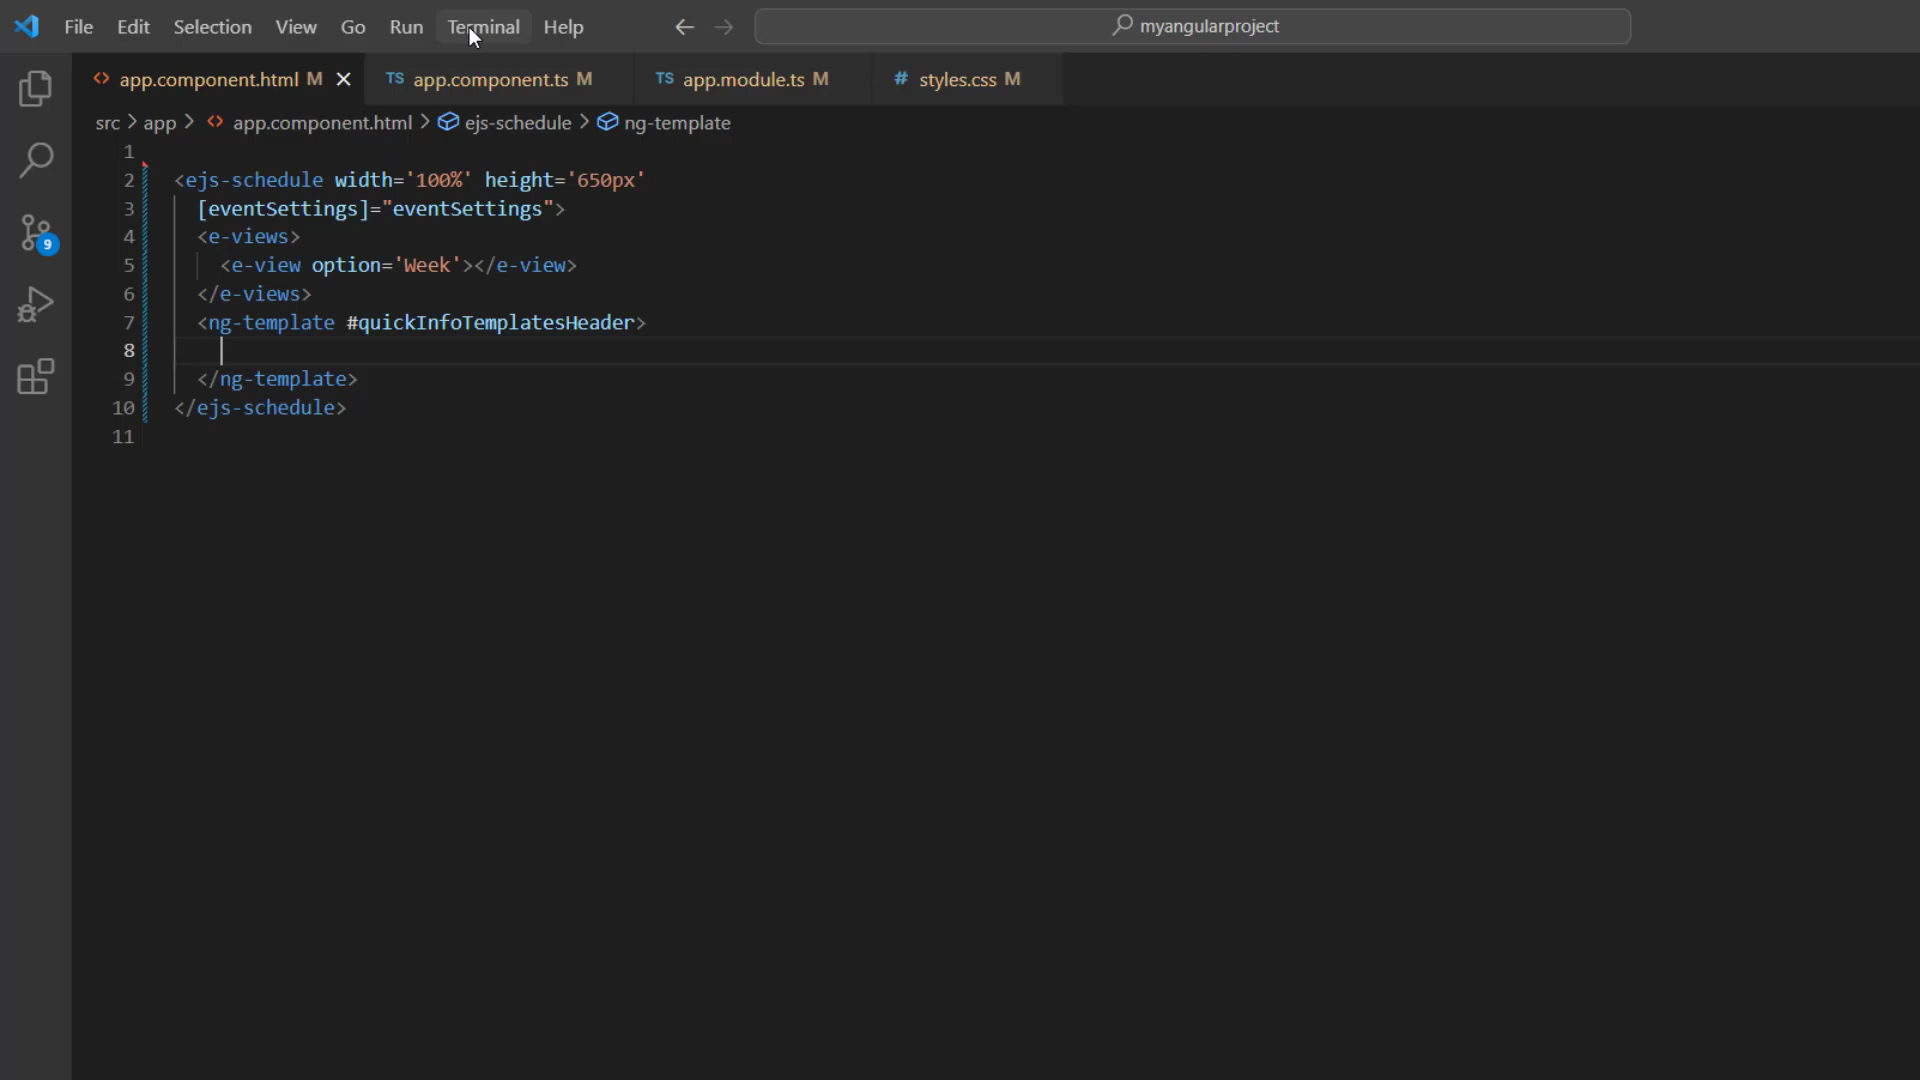 File Edit Selection View Go Run Terminal Help myangularproject
app.component.html M TS app.component.ts M TS app.module.ts M # styles.css M
src > app > app.component.html > ejs-schedule > ng-template
1
2 <ejs-schedule width='100%' height='650px'
3 [eventSettings]="eventSettings">
4 <e-views>
5 <e-view option='Week'></e-view>
6 </e-views>
7 <ng-template #quickInfoTemplatesHeader>
8
9 </ng-template>
10 </ejs-schedule>
11
9